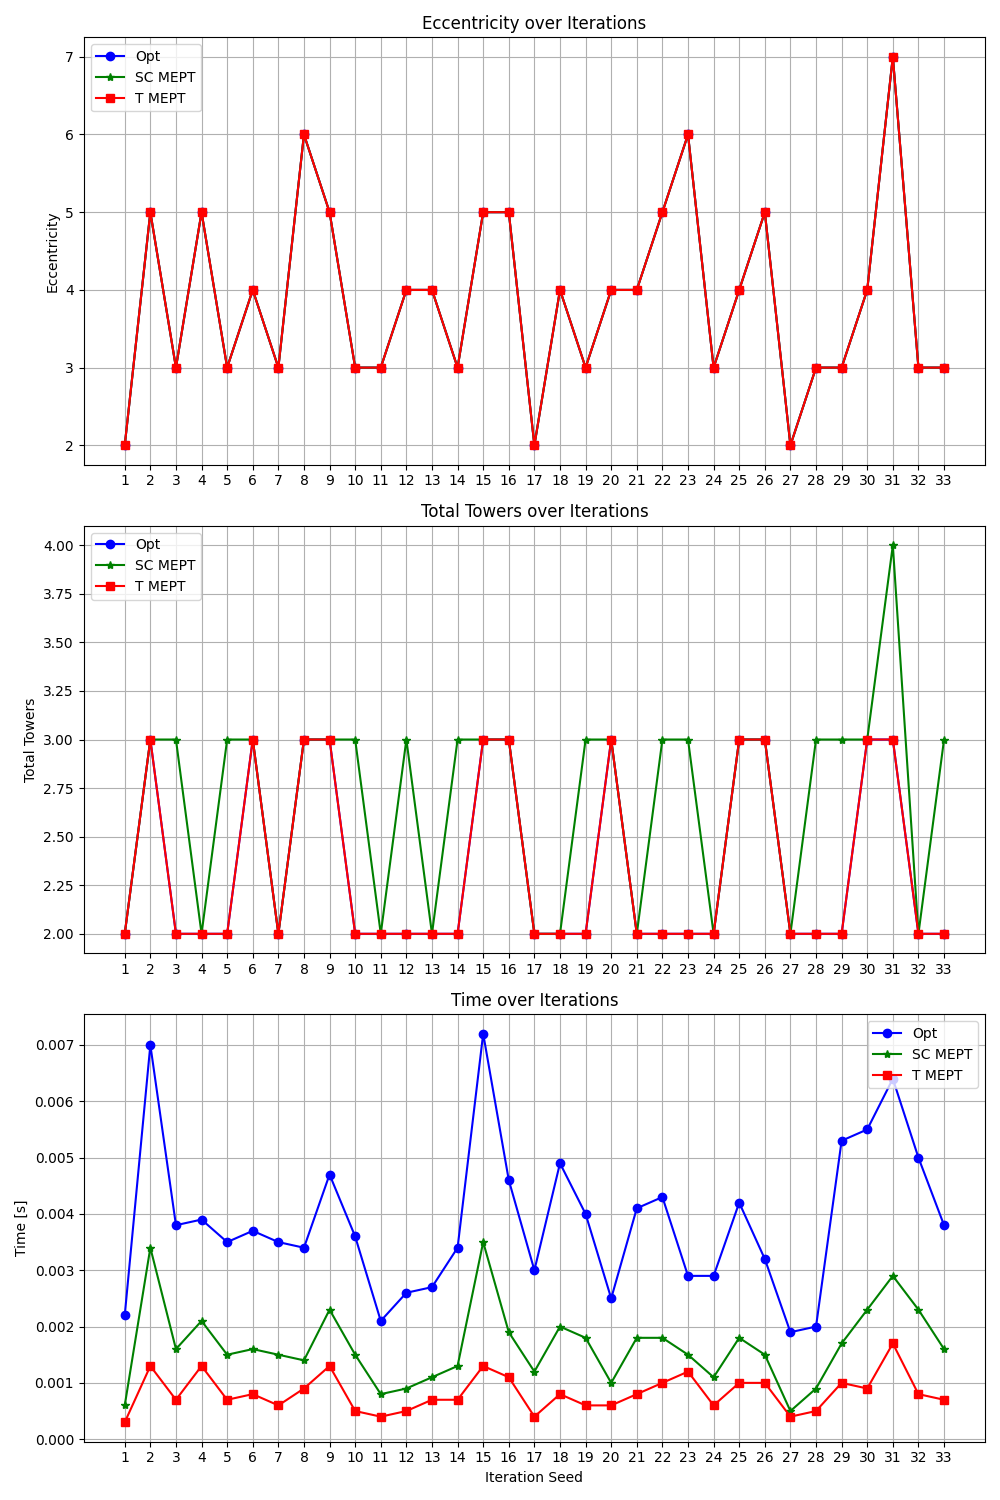 Eccentricity over Iterations
Opt
SC MEPT
T MEPT
Eccentricity
7
6
5
4
3
2
1 2 3 4 5 6 7 8 9 10 11 12 13 14 15 16 17 18 19 20 21 22 23 24 25 26 27 28 29 30 31 32 33
Total Towers over Iterations
Opt
SC MEPT
T MEPT
Total Towers
4.00
3.75
3.50
3.25
3.00
2.75
2.50
2.25
2.00
1 2 3 4 5 6 7 8 9 10 11 12 13 14 15 16 17 18 19 20 21 22 23 24 25 26 27 28 29 30 31 32 33
Time over Iterations
Opt
SC MEPT
T MEPT
Time [s]
0.007
0.006
0.005
0.004
0.003
0.002
0.001
0.000
1 2 3 4 5 6 7 8 9 10 11 12 13 14 15 16 17 18 19 20 21 22 23 24 25 26 27 28 29 30 31 32 33
Iteration Seed